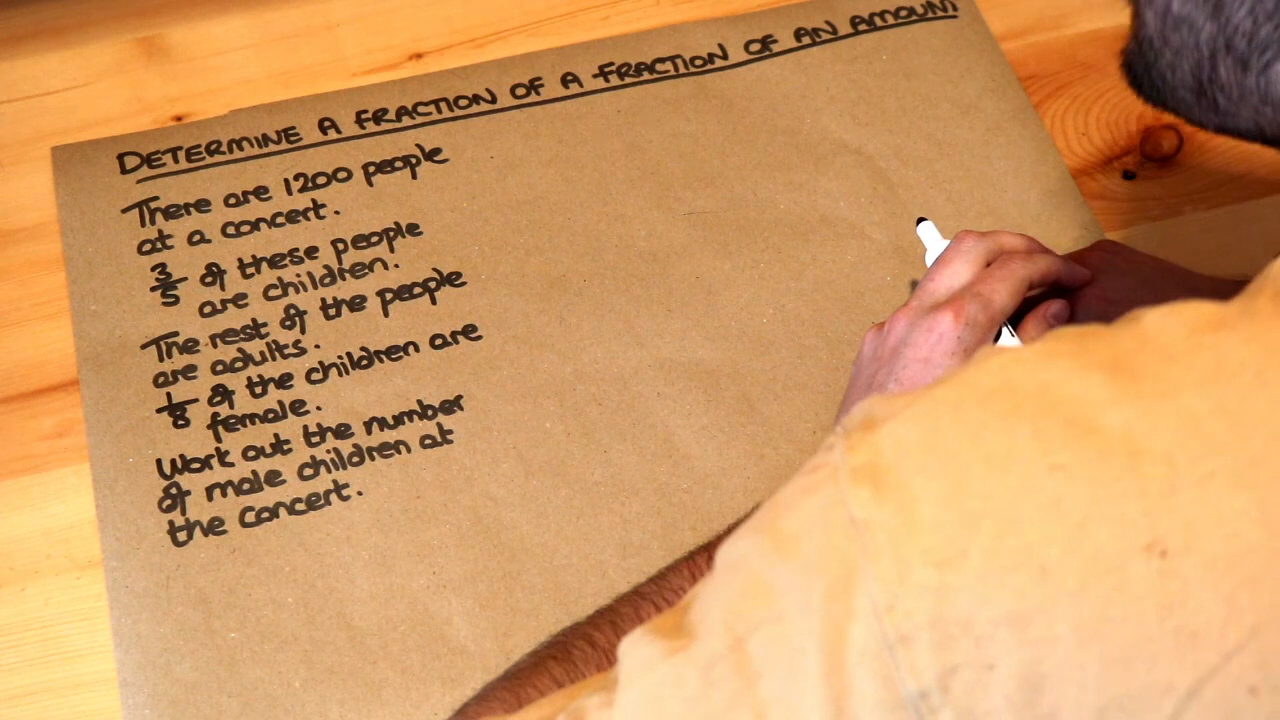 DETERMINE A FRACTION OF A FRACTION OF AN AMOUNT
There are 1200 people
at a concert.
3/5 of these people
are children.
The rest of the people
are adults.
1/8 of the children are
female.
Work out the number
of male children at
the concert.